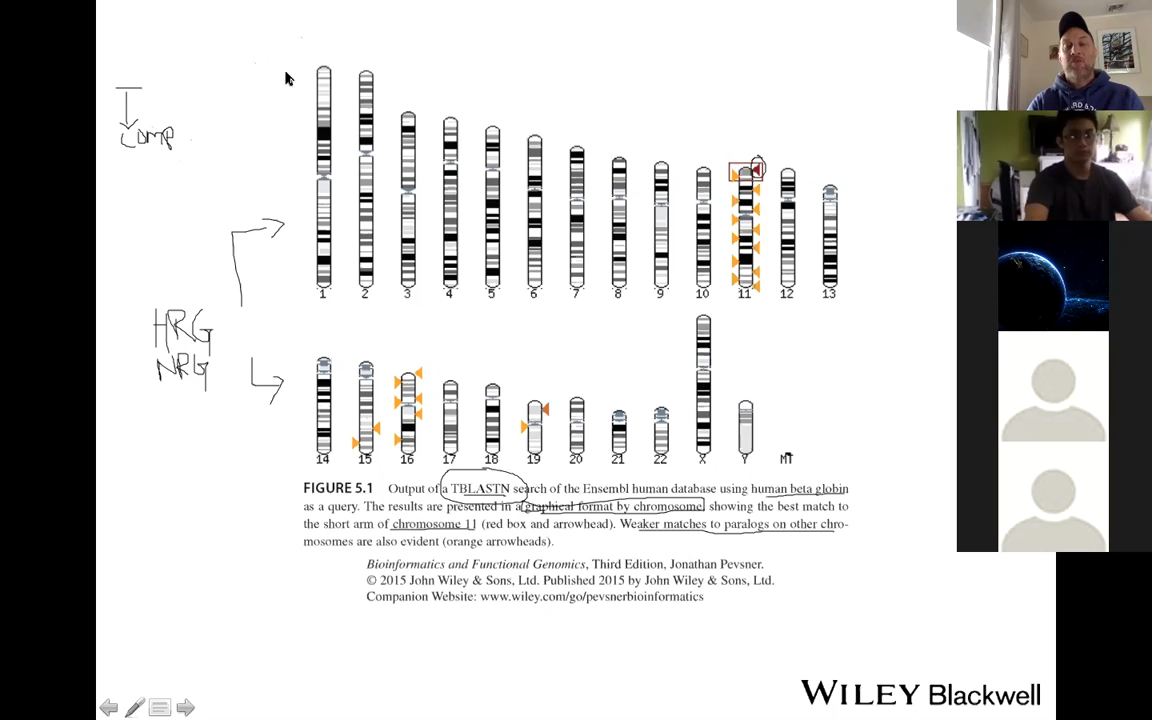 COMP
HRG
NRG
1 2 3 4 5 6 7 8 9 10 11 12 13
14 15 16 17 18 19 20 21 22 X Y MT
FIGURE 5.1 Output of a TBLASTN search of the Ensembl human database using human beta globin
as a query. The results are presented in a graphical format by chromosome, showing the best match to
the short arm of chromosome 11 (red box and arrowhead). Weaker matches to paralogs on other chro-
mosomes are also evident (orange arrowheads).
Bioinformatics and Functional Genomics, Third Edition, Jonathan Pevsner.
© 2015 John Wiley & Sons, Ltd. Published 2015 by John Wiley & Sons, Ltd.
Companion Website: www.wiley.com/go/pevsnerbioinformatics
WILEY Blackwell